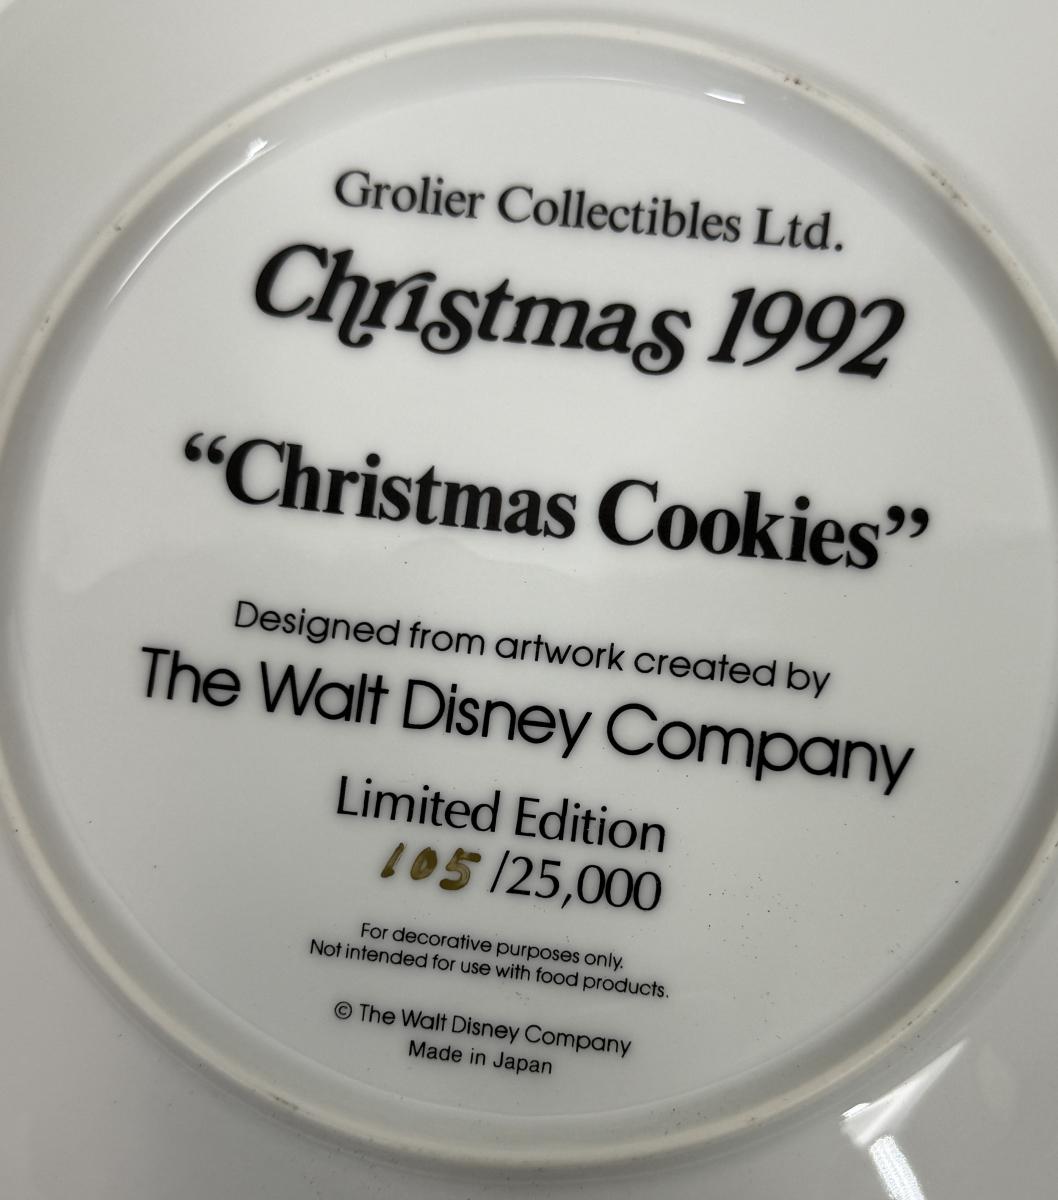 Grolier Collectibles Ltd.
Christmas 1992
“Christmas Cookies”
Designed from artwork created by
The Walt Disney Company
Limited Edition
105 /25,000
For decorative purposes only.
Not intended for use with food products.
© The Walt Disney Company
Made in Japan